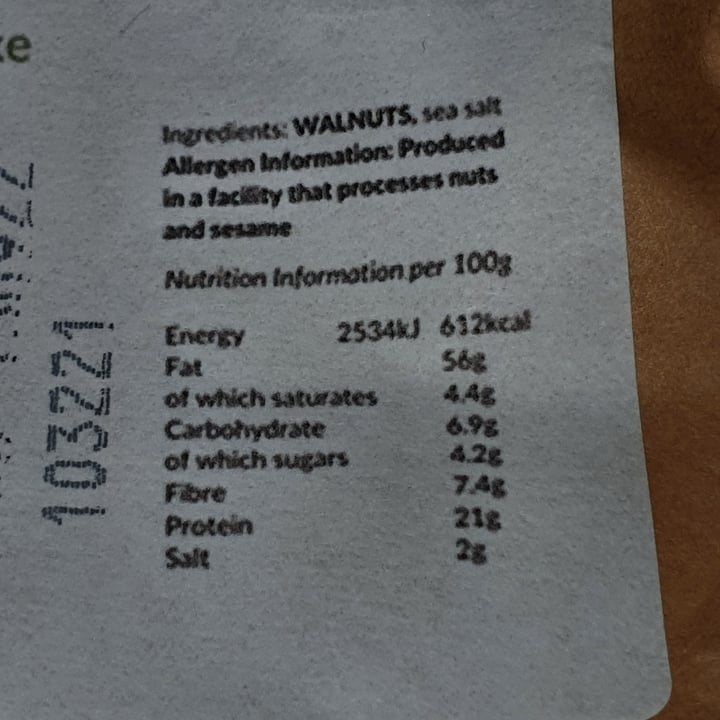 Ingredients: WALNUTS, sea salt
Allergen Information: Produced
in a facility that processes nuts
and sesame
Nutrition Information per 100g
Energy 2534kJ 612kcal
Fat 56g
of which saturates 4.4g
Carbohydrate 6.9g
of which sugars 4.2g
Fibre 7.4g
Protein 21g
Salt 2g
103221